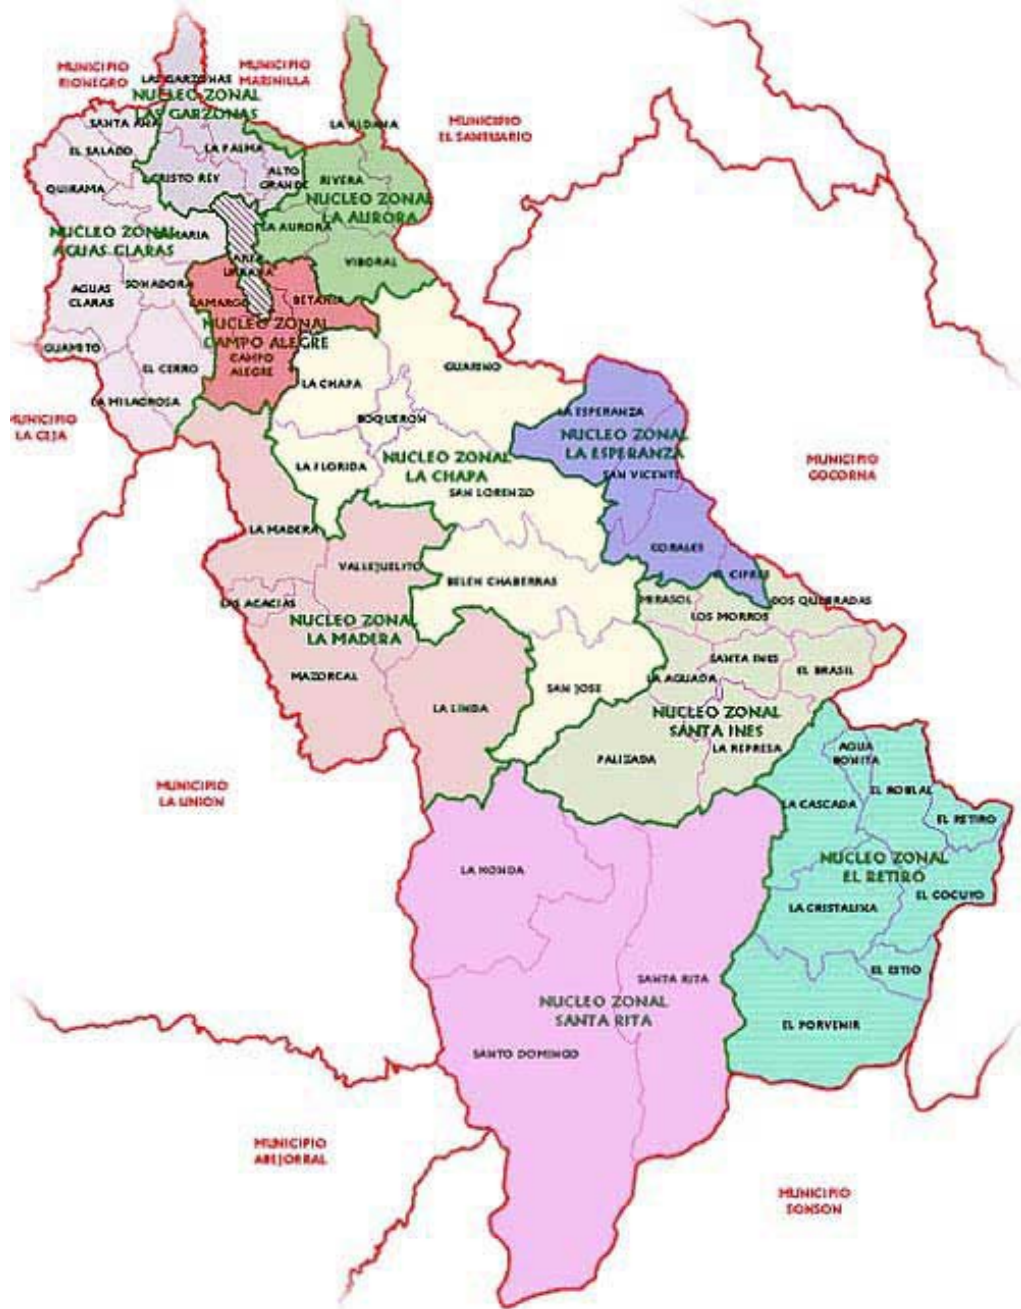 MUNICIPIO
RIONEGRO
MUNICIPIO
MARINILLA
LAS GARZONAS
NUCLEO ZONAL
LAS GARZONAS
SANTA ANA
LA ALDANA
MUNICIPIO
EL SANTUARIO
EL SALADO
LA PALMA
QUIRAMA
CRISTO REY
ALTO
GRANDE
RIVERA
NUCLEO ZONAL
LA AURORA
NUCLEO ZONAL
AGUAS CLARAS
LA AURORA
VIBORAL
AREA
URBANA
AGUAS
CLARAS
SONADORA
CAMARGO
BETANIA
NUCLEO ZONAL
CAMPO ALEGRE
CAMPO
ALEGRE
GUAMITO
EL CERRO
LA MILAGROSA
MUNICIPIO
LA CEJA
LA CHAPA
GUARINO
BOQUERON
LA ESPERANZA
NUCLEO ZONAL
LA ESPERANZA
LA FLORIDA
NUCLEO ZONAL
LA CHAPA
SAN VICENTE
MUNICIPIO
COCORNA
SAN LORENZO
LA MADERA
CORALES
VALLEJUELITO
BELEN CHABERRAS
EL CIPRES
LAS ACACIAS
MIRASOL
DOS QUEBRADAS
LOS MORROS
NUCLEO ZONAL
LA MADERA
SANTA INES
EL BRASIL
MAZORCAL
LA AGUADA
SAN JOSE
LA LINDA
NUCLEO ZONAL
SANTA INES
LA REPRESA
PALIZADA
AGUA
BONITA
MUNICIPIO
LA UNION
LA CASCADA
EL ROBLAL
EL RETIRO
NUCLEO ZONAL
EL RETIRO
LA HONDA
EL COCUYO
LA CRISTALINA
SANTA RITA
EL ESTIO
NUCLEO ZONAL
SANTA RITA
EL PORVENIR
SANTO DOMINGO
MUNICIPIO
ABEJORRAL
MUNICIPIO
SONSON